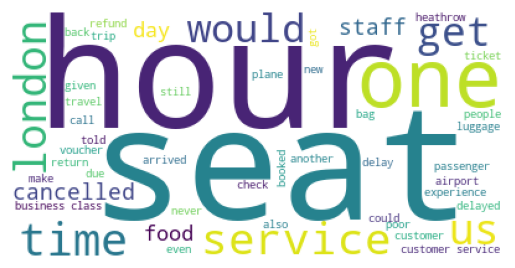 back refund heathrow
trip day would staff get
given got
hour one ticket
london still plane new
travel people
call bag luggage
told seat
voucher arrived another delay passenger
return due booked airport
make check experience
cancelled delayed
business class never could
also poor
time food service us
customer
even customer service